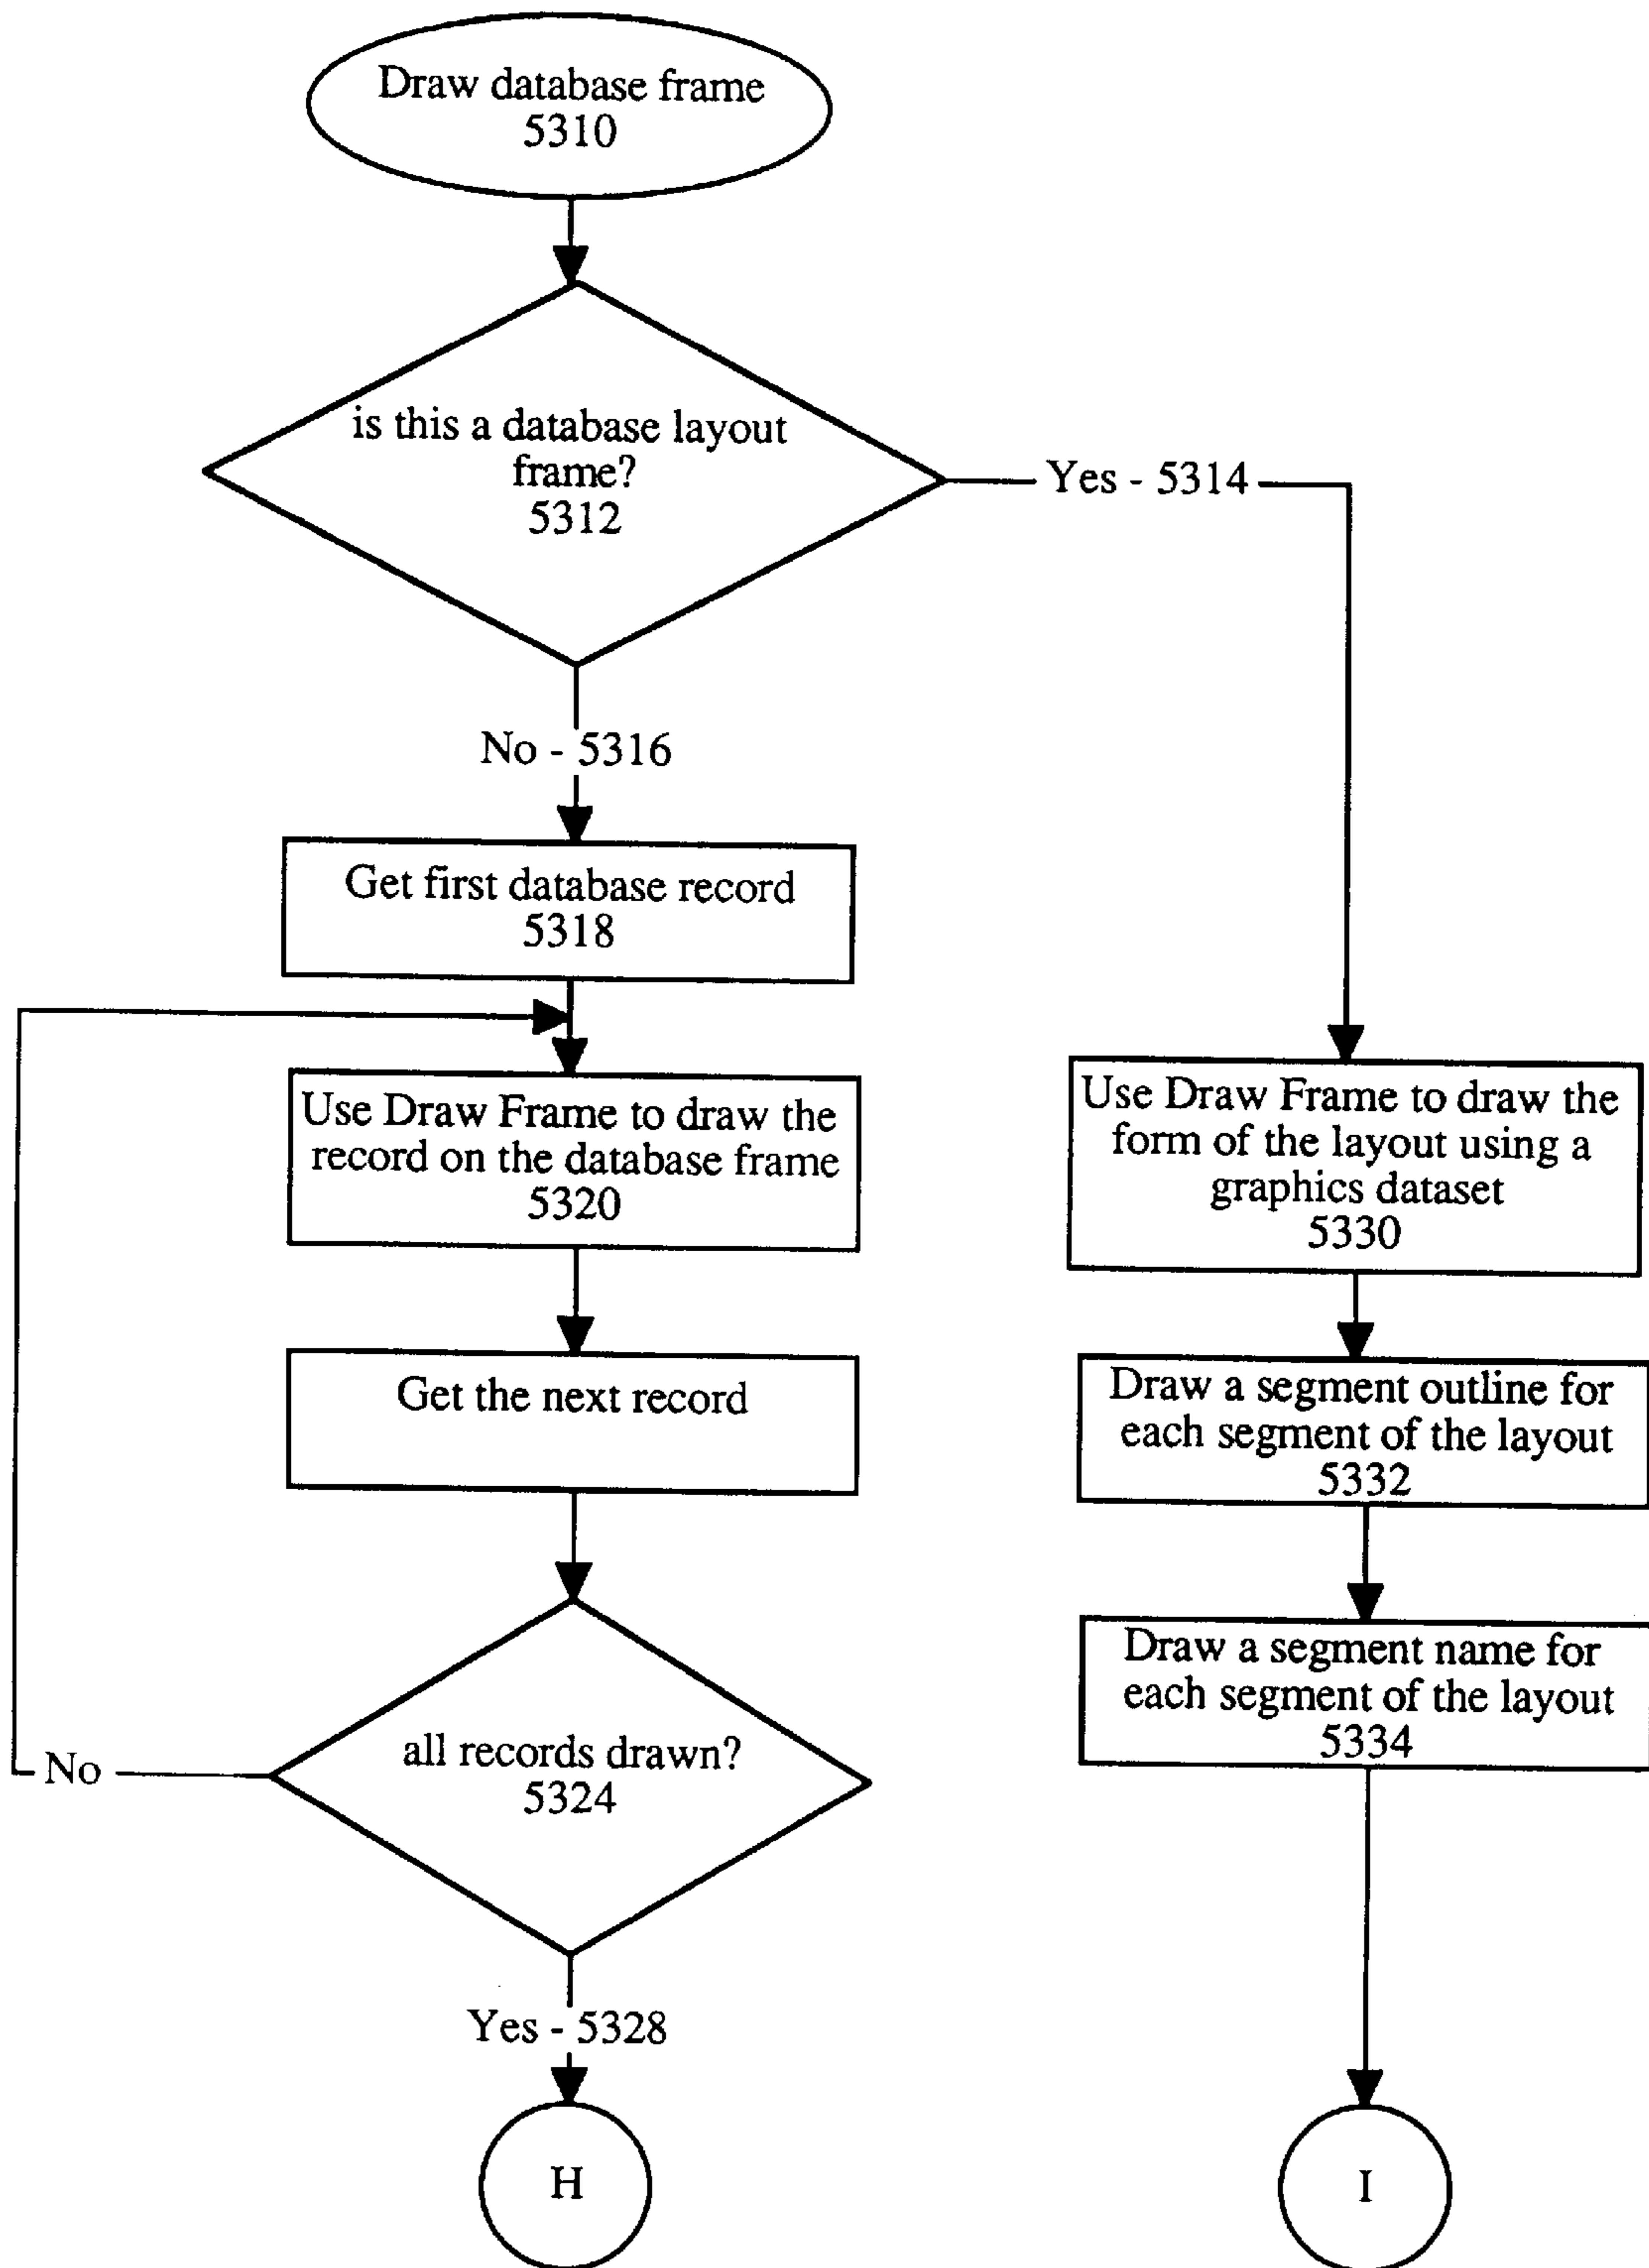 Draw database frame
5310
is this a database layout
frame?
5312
Yes - 5314
No - 5316
Get first database record
5318
Use Draw Frame to draw the
record on the database frame
5320
Get the next record
all records drawn?
5324
No
Yes - 5328
H
Use Draw Frame to draw the
form of the layout using a
graphics dataset
5330
Draw a segment outline for
each segment of the layout
5332
Draw a segment name for
each segment of the layout
5334
I